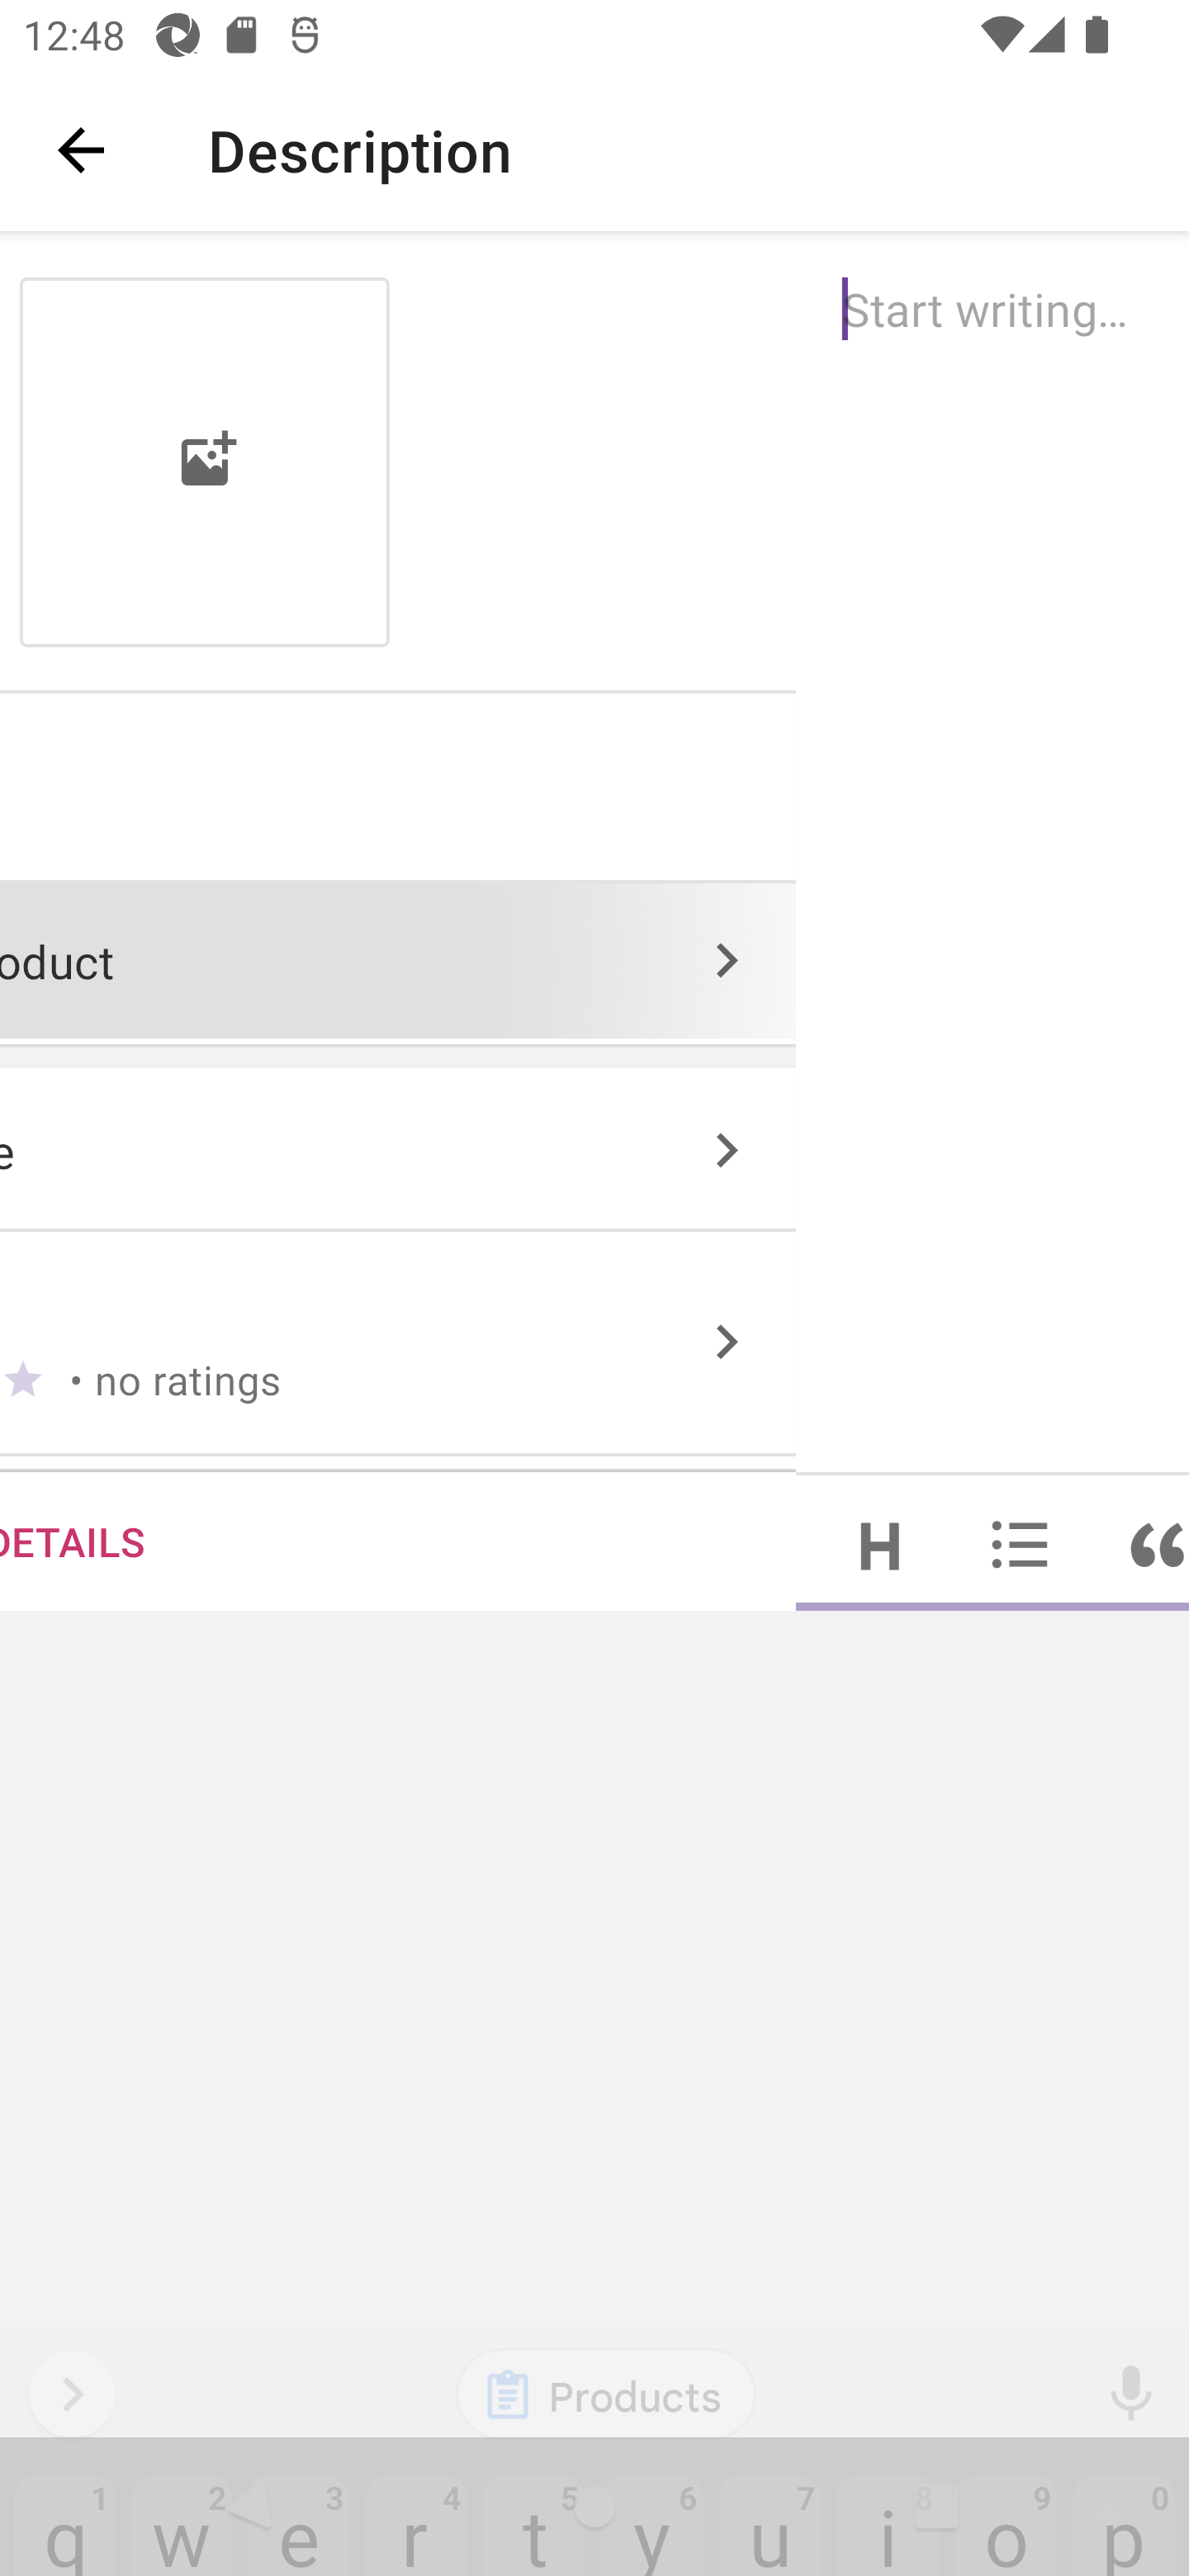 12:48
Description
Start writing…
oduct
e
• no ratings
DETAILS
H
Products
1 2 3 4 5 6 7 8 9 0
q w e r t y u i o p